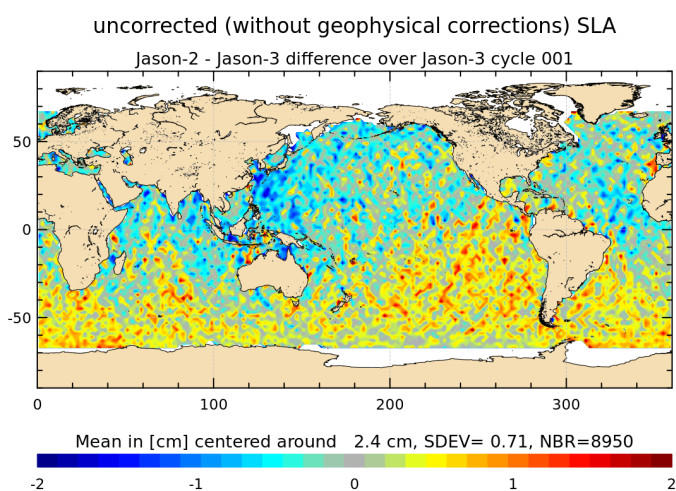 uncorrected (without geophysical corrections) SLA
Jason-2 - Jason-3 difference over Jason-3 cycle 001
50
0
-50
0 100 200 300
Mean in [cm] centered around 2.4 cm, SDEV= 0.71, NBR=8950
-2 -1 0 1 2